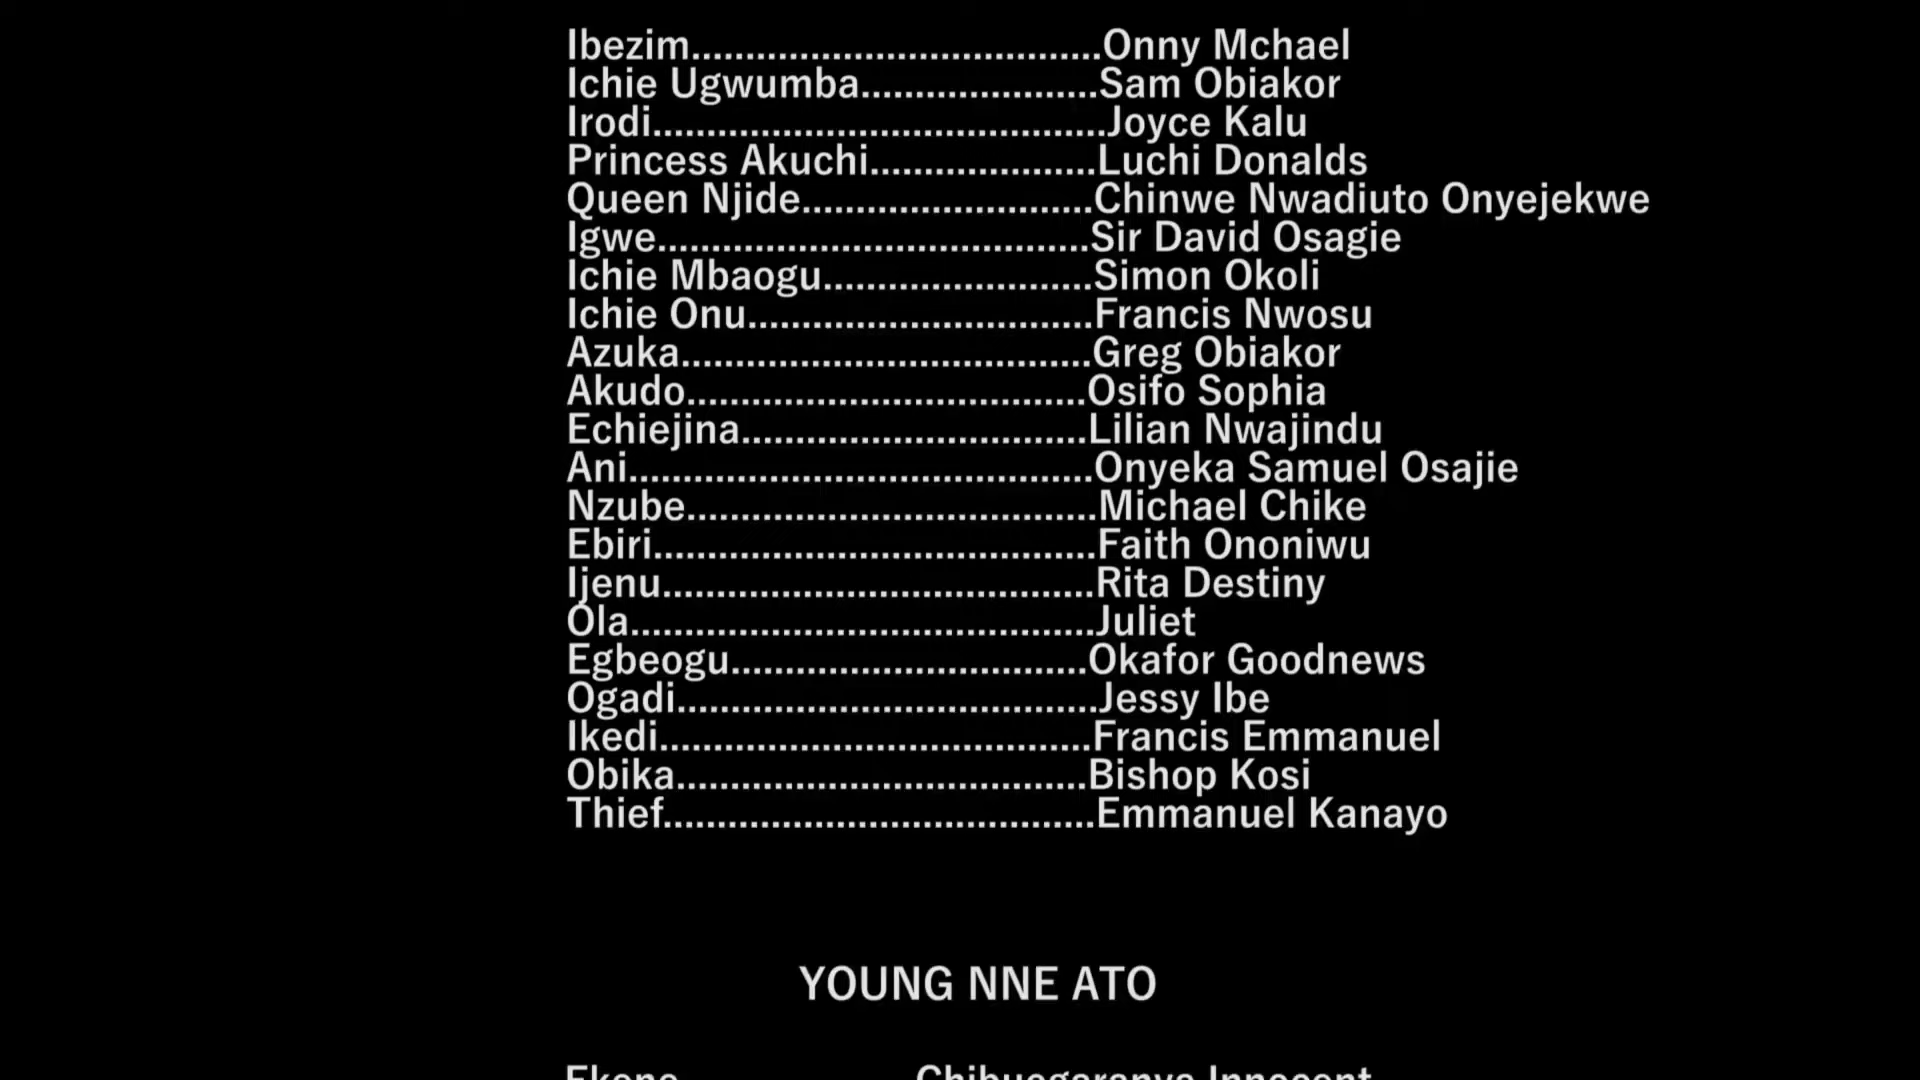 Ibezim......................................Onny Mchael
Ichie Ugwumba......................Sam Obiakor
Irodi..........................................Joyce Kalu
Princess Akuchi.....................Luchi Donalds
Queen Njide...........................Chinwe Nwadiuto Onyejekwe
Igwe........................................Sir David Osagie
Ichie Mbaogu.........................Simon Okoli
Ichie Onu................................Francis Nwosu
Azuka......................................Greg Obiakor
Akudo.....................................Osifo Sophia
Echiejina................................Lilian Nwajindu
Ani...........................................Onyeka Samuel Osajie
Nzube......................................Michael Chike
Ebiri.........................................Faith Ononiwu
Ijenu........................................Rita Destiny
Ola...........................................Juliet
Egbeogu.................................Okafor Goodnews
Ogadi.......................................Jessy Ibe
Ikedi........................................Francis Emmanuel
Obika......................................Bishop Kosi
Thief........................................Emmanuel Kanayo
YOUNG NNE ATO
Innocent